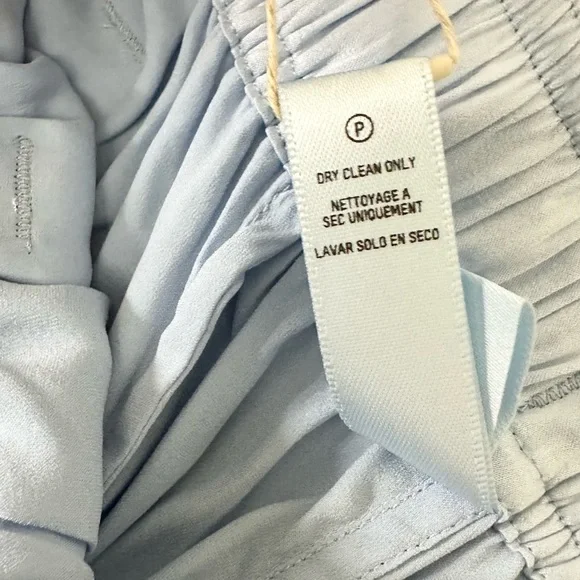 P
DRY CLEAN ONLY
NETTOYAGE A
SEC UNIQUEMENT
LAVAR SOLO EN SECO